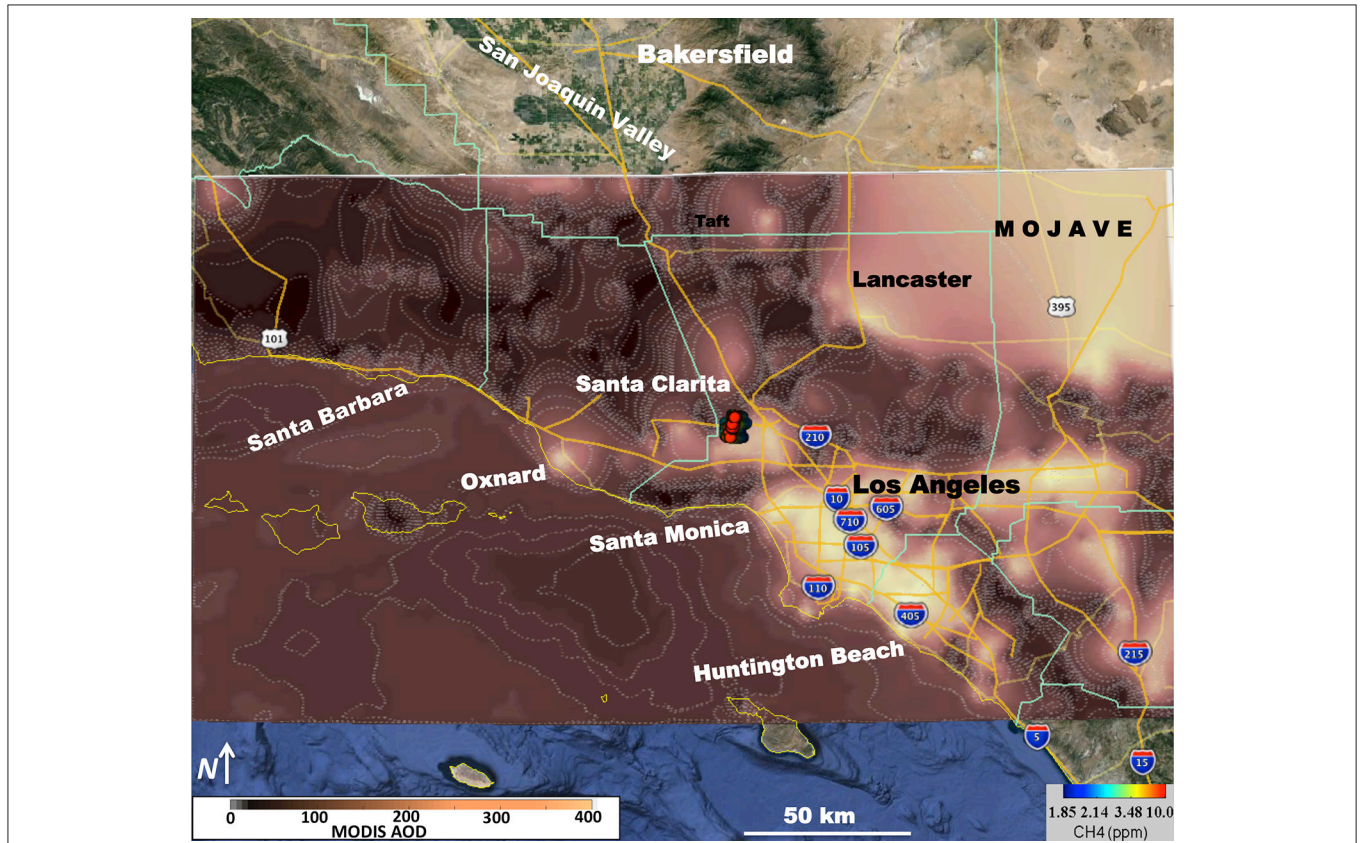 Bakersfield
San Joaquin Valley
Taft
MOJAVE
Lancaster
395
101
Santa Clarita
Santa Barbara
210
Oxnard
Los Angeles
10
605
710
Santa Monica
105
110
405
Huntington Beach
215
5
15
N
0 100 200 300 400
MODIS AOD
50 km
1.85 2.14 3.48 10.0
CH4 (ppm)